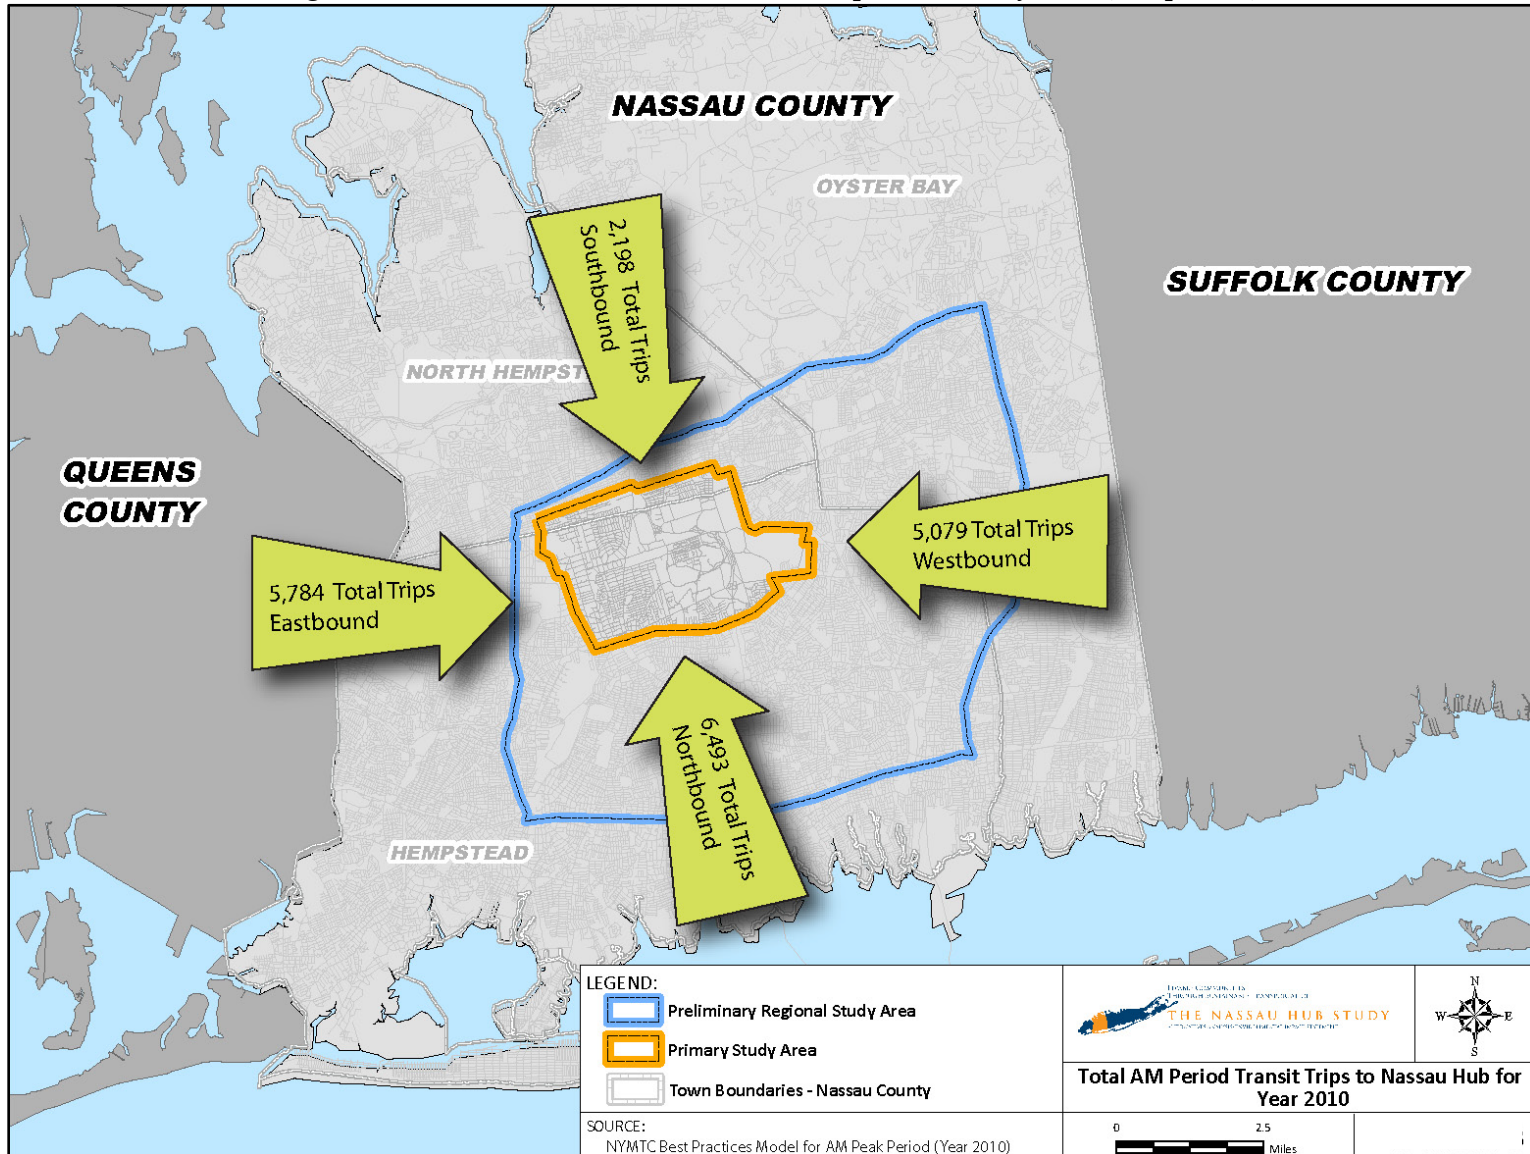 NASSAU COUNTY
OYSTER BAY
SUFFOLK COUNTY
2,198 Total Trips
Southbound
NORTH HEMPST
QUEENS
COUNTY
5,079 Total Trips
Westbound
5,784 Total Trips
Eastbound
6,493 Total Trips
Northbound
HEMPSTEAD
LEGEND:
Preliminary Regional Study Area
Primary Study Area
Town Boundaries - Nassau County
SOURCE:
NYMTC Best Practices Model for AM Peak Period (Year 2010)
THE NASSAU HUB STUDY
N
W E
S
Total AM Period Transit Trips to Nassau Hub for
Year 2010
0 2.5
Miles